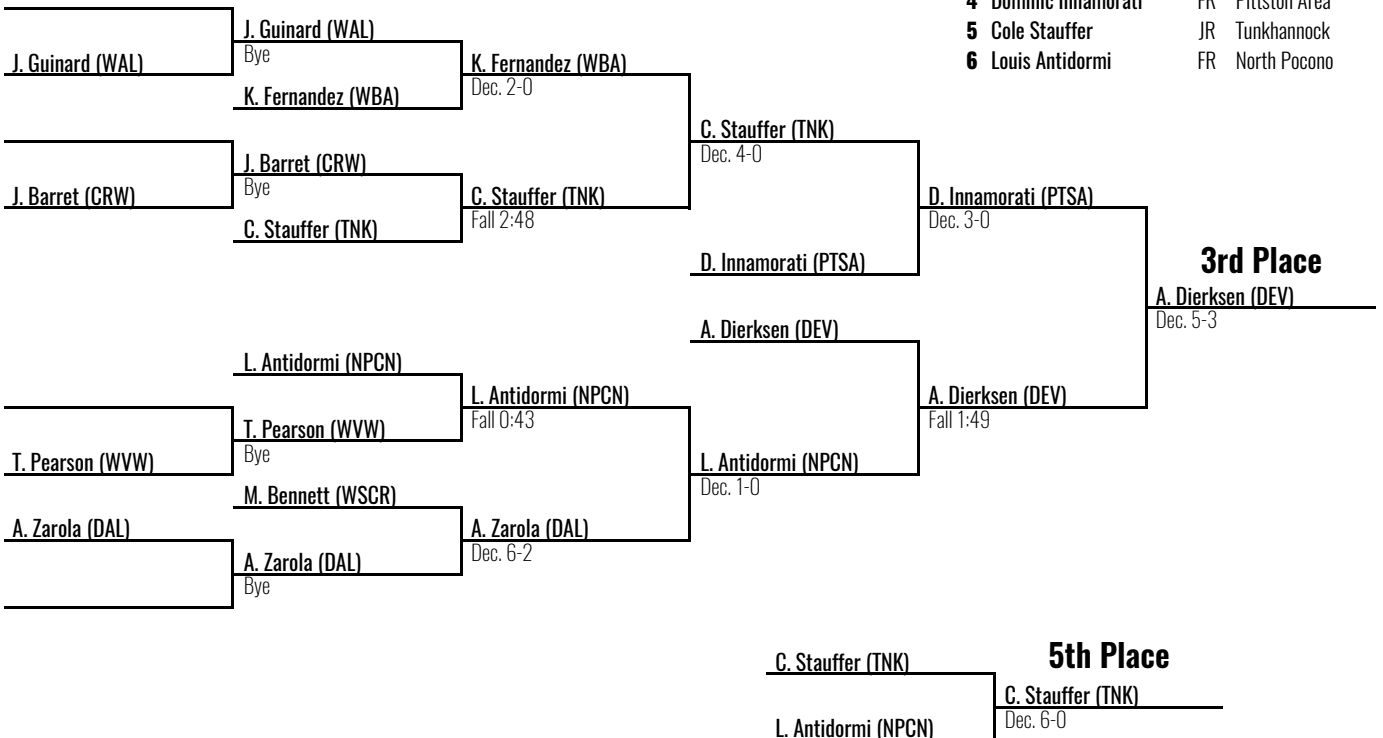 4 Dominic Innamorati FR Pittston Area
5 Cole Stauffer JR Tunkhannock
6 Louis Antidormi FR North Pocono
J. Guinard (WAL)
J. Guinard (WAL)
Bye
K. Fernandez (WBA)
K. Fernandez (WBA)
Dec. 2-0
C. Stauffer (TNK)
Dec. 4-0
J. Barret (CRW)
J. Barret (CRW)
Bye
C. Stauffer (TNK)
C. Stauffer (TNK)
Fall 2:48
D. Innamorati (PTSA)
D. Innamorati (PTSA)
Dec. 3-0
3rd Place
A. Dierksen (DEV)
Dec. 5-3
A. Dierksen (DEV)
A. Dierksen (DEV)
Fall 1:49
L. Antidormi (NPCN)
L. Antidormi (NPCN)
Fall 0:43
T. Pearson (WVW)
T. Pearson (WVW)
Bye
L. Antidormi (NPCN)
Dec. 1-0
M. Bennett (WSCR)
A. Zarola (DAL)
A. Zarola (DAL)
Dec. 6-2
A. Zarola (DAL)
Bye
5th Place
C. Stauffer (TNK)
C. Stauffer (TNK)
Dec. 6-0
L. Antidormi (NPCN)